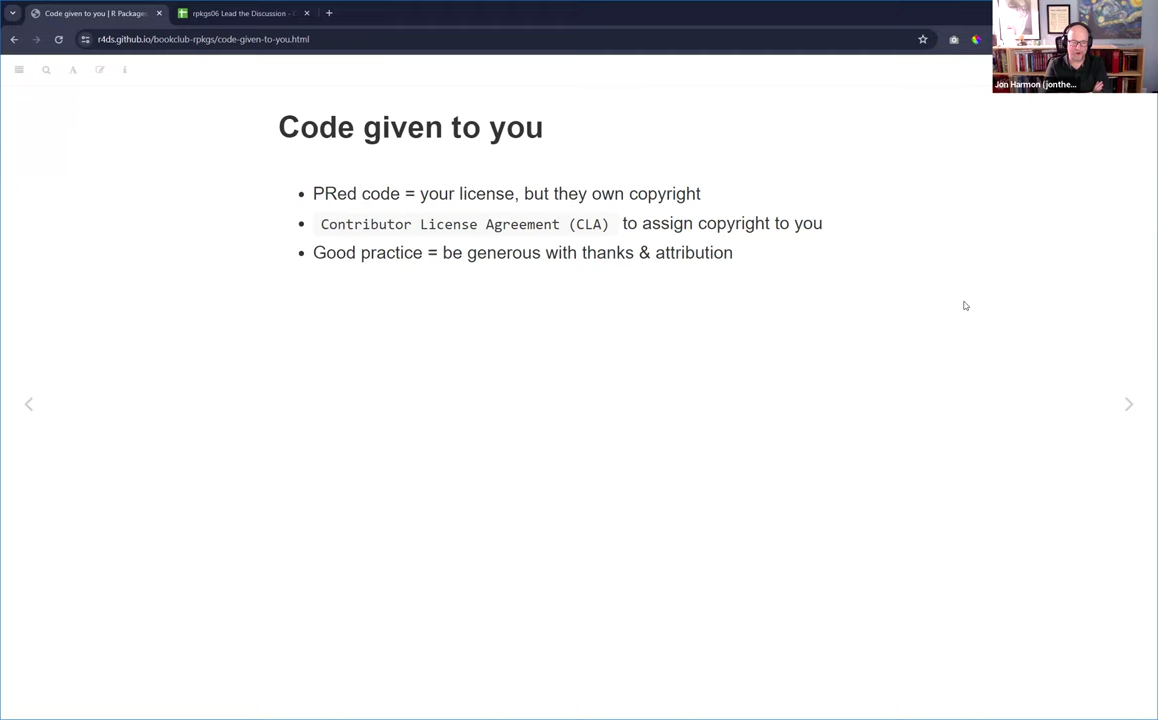 Code given to you | R Packages
rpkgs06 Lead the Discussion -
r4ds.github.io/bookclub-rpkgs/code-given-to-you.html
Jon Harmon (jonthe...
Code given to you
• PRed code = your license, but they own copyright
• Contributor License Agreement (CLA) to assign copyright to you
• Good practice = be generous with thanks & attribution